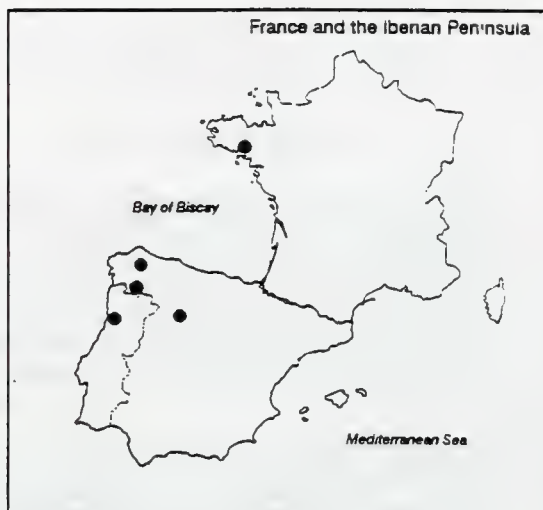 France and the Iberian Peninsula
Bay of Biscay
Mediterranean Sea